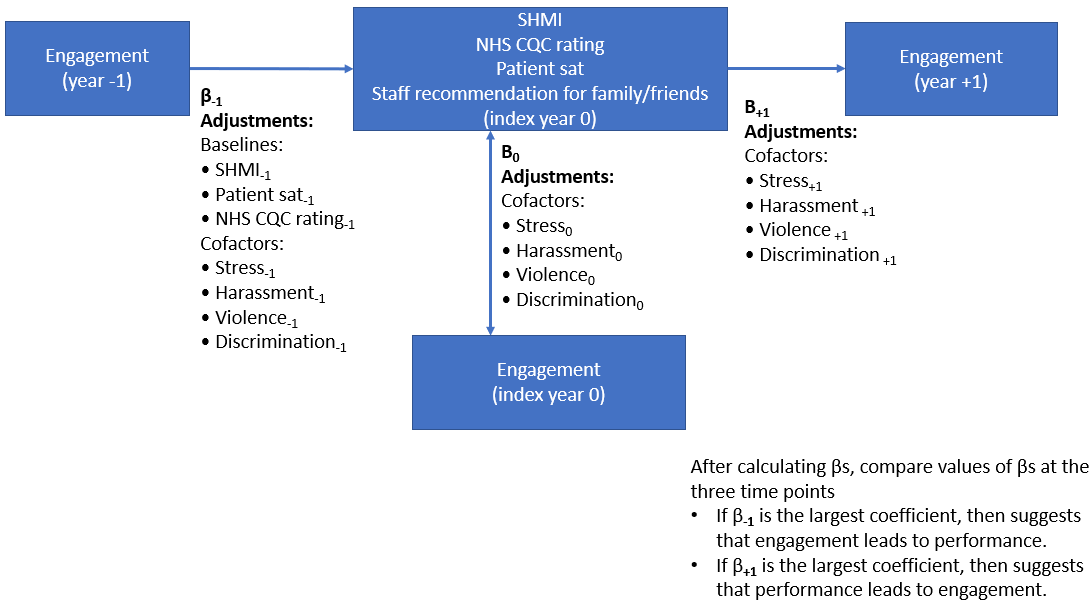 Engagement
(year -1)
SHMI
NHS CQC rating
Patient sat
Staff recommendation for family/friends
(index year 0)
Engagement
(year +1)
β-1
Adjustments:
Baselines:
• SHMI-1
• Patient sat-1
• NHS CQC rating-1
Cofactors:
• Stress-1
• Harassment-1
• Violence-1
• Discrimination-1
B0
Adjustments:
Cofactors:
• Stress0
• Harassment0
• Violence0
• Discrimination0
B+1
Adjustments:
Cofactors:
• Stress+1
• Harassment +1
• Violence +1
• Discrimination +1
Engagement
(index year 0)
After calculating βs, compare values of βs at the
three time points
• If β-1 is the largest coefficient, then suggests
that engagement leads to performance.
• If β+1 is the largest coefficient, then suggests
that performance leads to engagement.